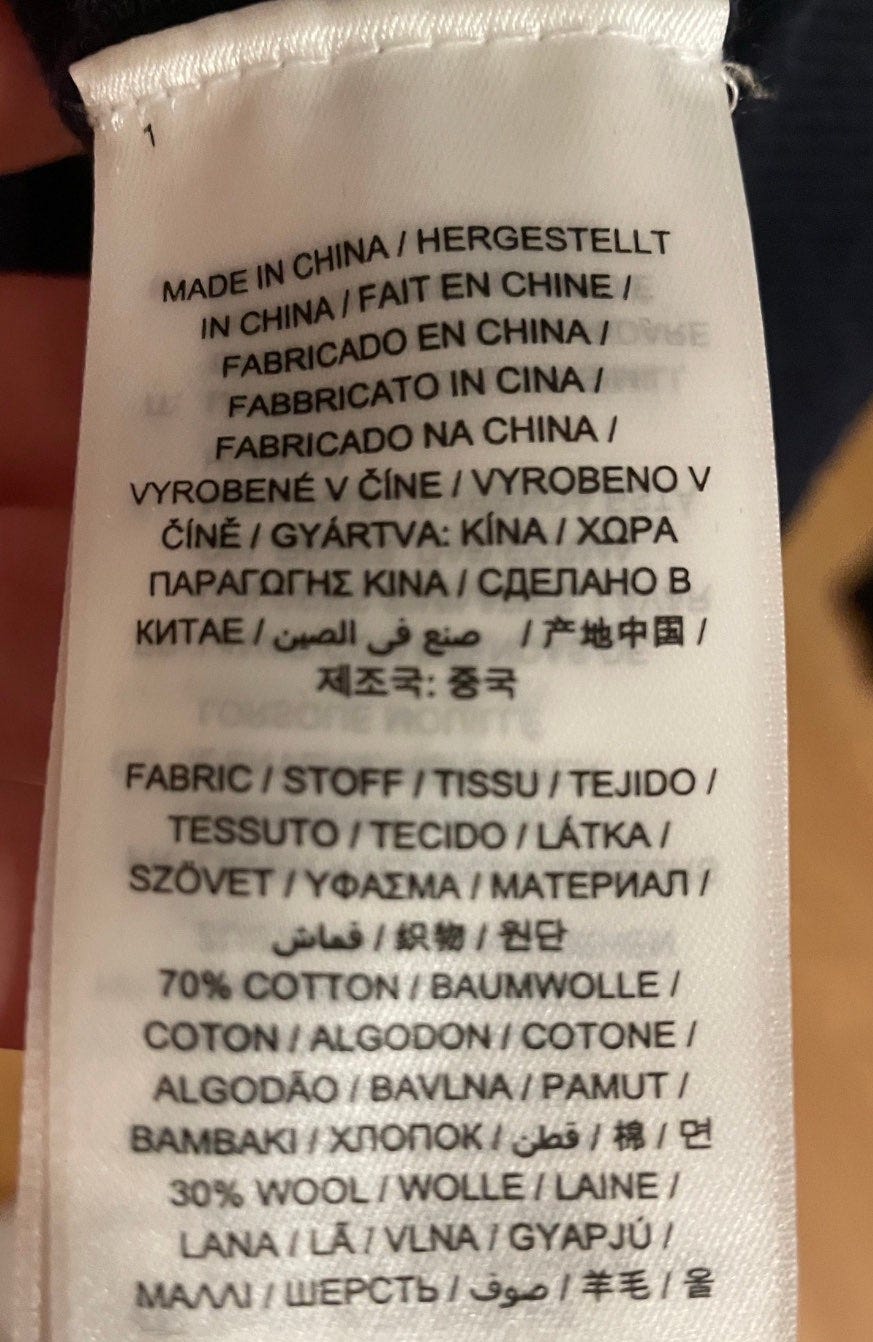 1
MADE IN CHINA / HERGESTELLT
IN CHINA / FAIT EN CHINE /
FABRICADO EN CHINA /
FABBRICATO IN CINA /
FABRICADO NA CHINA /
VYROBENÉ V ČÍNE / VYROBENO V
ČÍNĚ / GYÁRTVA: KÍNA / ΧΩΡΑ
ΠΑΡΑΓΩΓΗΣ ΚΙΝΑ / СДЕЛАНО В
КИТАЕ / صنع في الصين / 产地中国 /
제조국: 중국
FABRIC / STOFF / TISSU / TEJIDO /
TESSUTO / TECIDO / LÁTKA /
SZÖVET / ΥΦΑΣΜΑ / МАТЕРИАЛ /
قماش / 织物 / 원단
70% COTTON / BAUMWOLLE /
COTON / ALGODON / COTONE /
ALGODÃO / BAVLNA / PAMUT /
ΒΑΜΒΑΚΙ / ХЛОПОК / قطن / 棉 / 면
30% WOOL / WOLLE / LAINE /
LANA / LÃ / VLNA / GYAPJÚ /
ΜΑΛΛΙ / ШЕРСТЬ / صوف / 羊毛 / 울